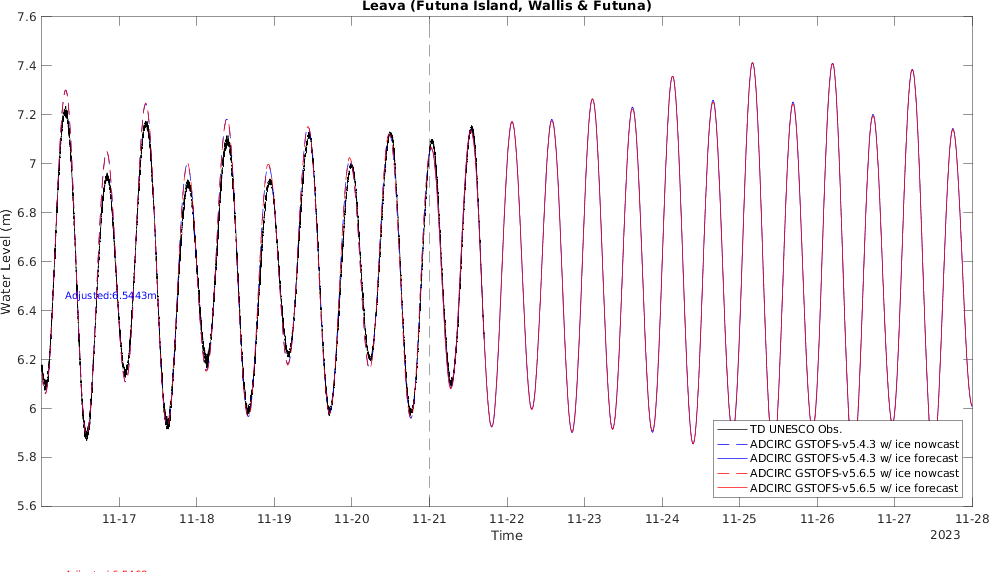 Leava (Futuna Island, Wallis & Futuna)
7.6
7.4
7.2
7
6.8
6.6
6.4
6.2
6
5.8
5.6
Water Level (m)
Adjusted:6.5443m
TD UNESCO Obs.
ADCIRC GSTOFS-v5.4.3 w/ ice nowcast
ADCIRC GSTOFS-v5.4.3 w/ ice forecast
ADCIRC GSTOFS-v5.6.5 w/ ice nowcast
ADCIRC GSTOFS-v5.6.5 w/ ice forecast
11-17 11-18 11-19 11-20 11-21 11-22 11-23 11-24 11-25 11-26 11-27 11-28
Time
2023